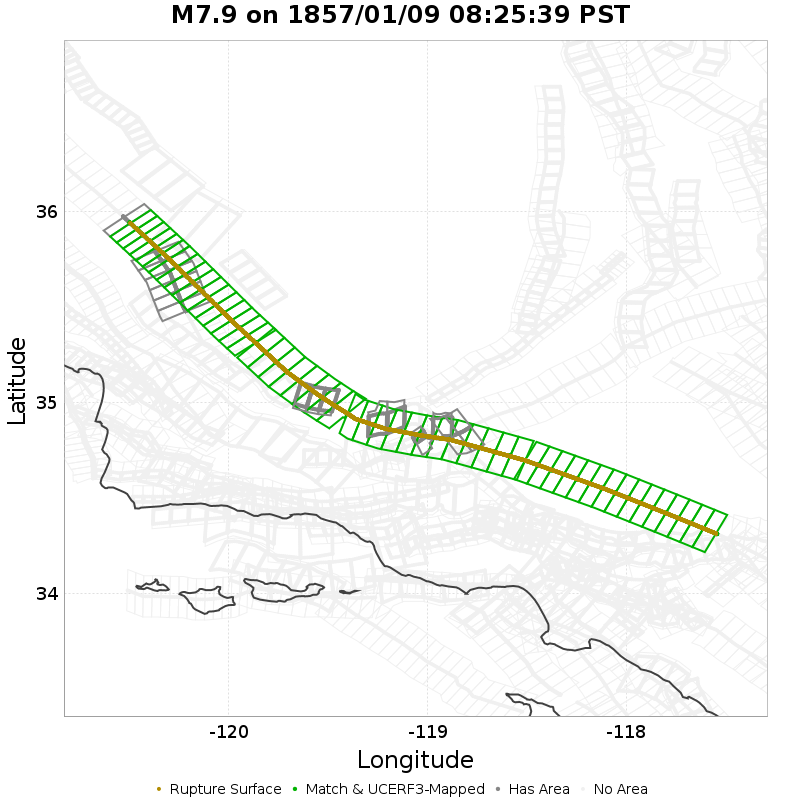 M7.9 on 1857/01/09 08:25:39 PST
Latitude
36
35
34
-120
-119
-118
Longitude
Rupture Surface
Match & UCERF3-Mapped
Has Area
No Area